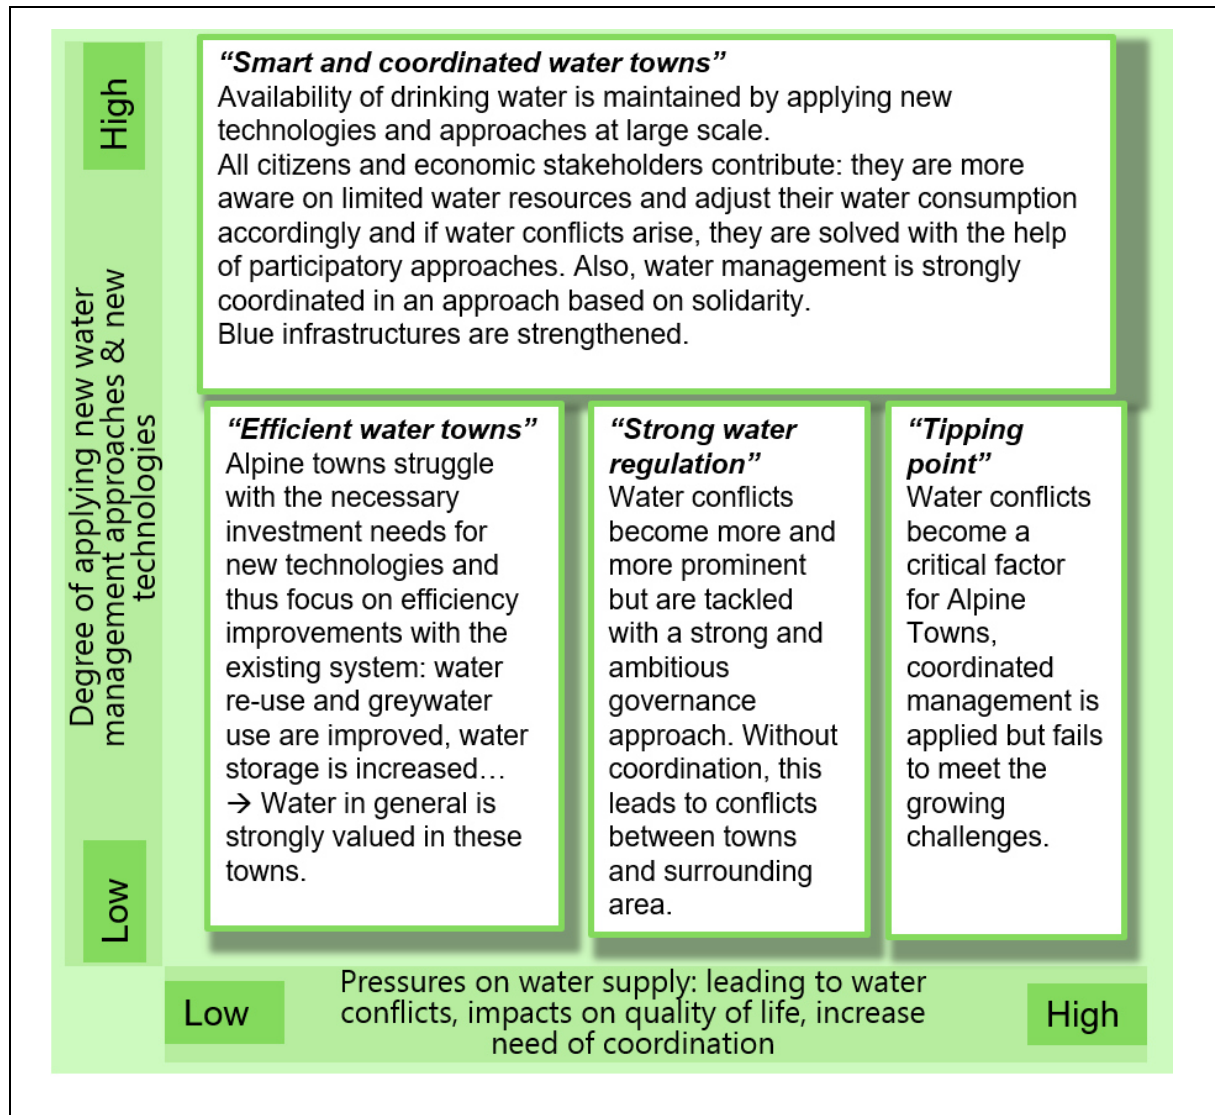 High
Degree of applying new water
management approaches & new
technologies
Low
“Smart and coordinated water towns”
Availability of drinking water is maintained by applying new
technologies and approaches at large scale.
All citizens and economic stakeholders contribute: they are more
aware on limited water resources and adjust their water consumption
accordingly and if water conflicts arise, they are solved with the help
of participatory approaches. Also, water management is strongly
coordinated in an approach based on solidarity.
Blue infrastructures are strengthened.
“Efficient water towns”
Alpine towns struggle
with the necessary
investment needs for
new technologies and
thus focus on efficiency
improvements with the
existing system: water
re-use and greywater
use are improved, water
storage is increased…
→ Water in general is
strongly valued in these
towns.
“Strong water
regulation”
Water conflicts
become more and
more prominent
but are tackled
with a strong and
ambitious
governance
approach. Without
coordination, this
leads to conflicts
between towns
and surrounding
area.
“Tipping
point”
Water conflicts
become a
critical factor
for Alpine
Towns,
coordinated
management is
applied but fails
to meet the
growing
challenges.
Low
Pressures on water supply: leading to water
conflicts, impacts on quality of life, increase
need of coordination
High